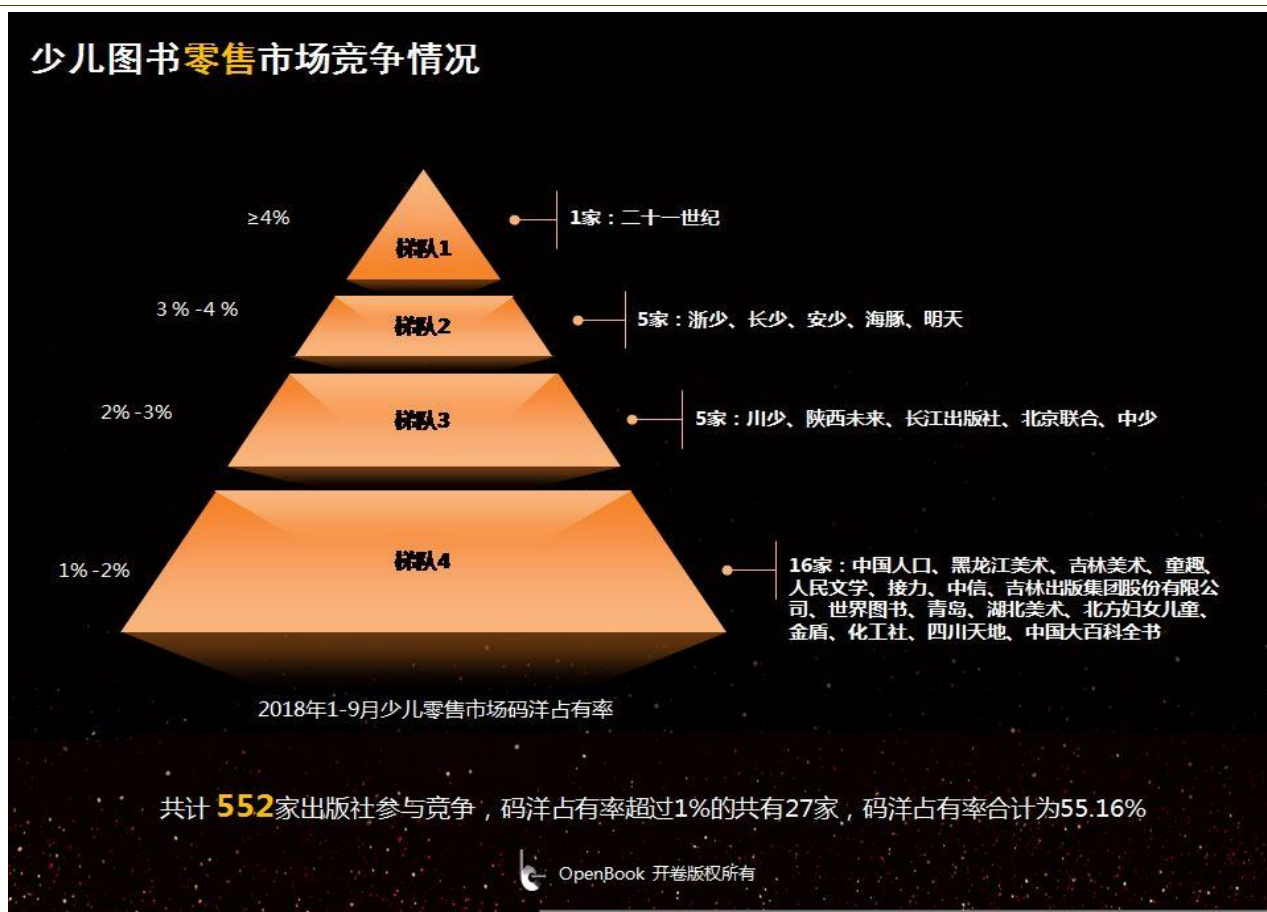 少儿图书零售市场竞争情况
≥4%
梯队1
1家：二十一世纪
3 % -4 %
梯队2
5家：浙少、长少、安少、海豚、明天
2% -3%
梯队3
5家：川少、陕西未来、长江出版社、北京联合、中少
1% -2%
梯队4
16家：中国人口、黑龙江美术、吉林美术、童趣、
人民文学、接力、中信、吉林出版集团股份有限公
司、世界图书、青岛、湖北美术、北方妇女儿童、
金盾、化工社、四川天地、中国大百科全书
2018年1-9月少儿零售市场码洋占有率
共计 552家出版社参与竞争，码洋占有率超过1%的共有27家，码洋占有率合计为55.16%
OpenBook 开卷版权所有